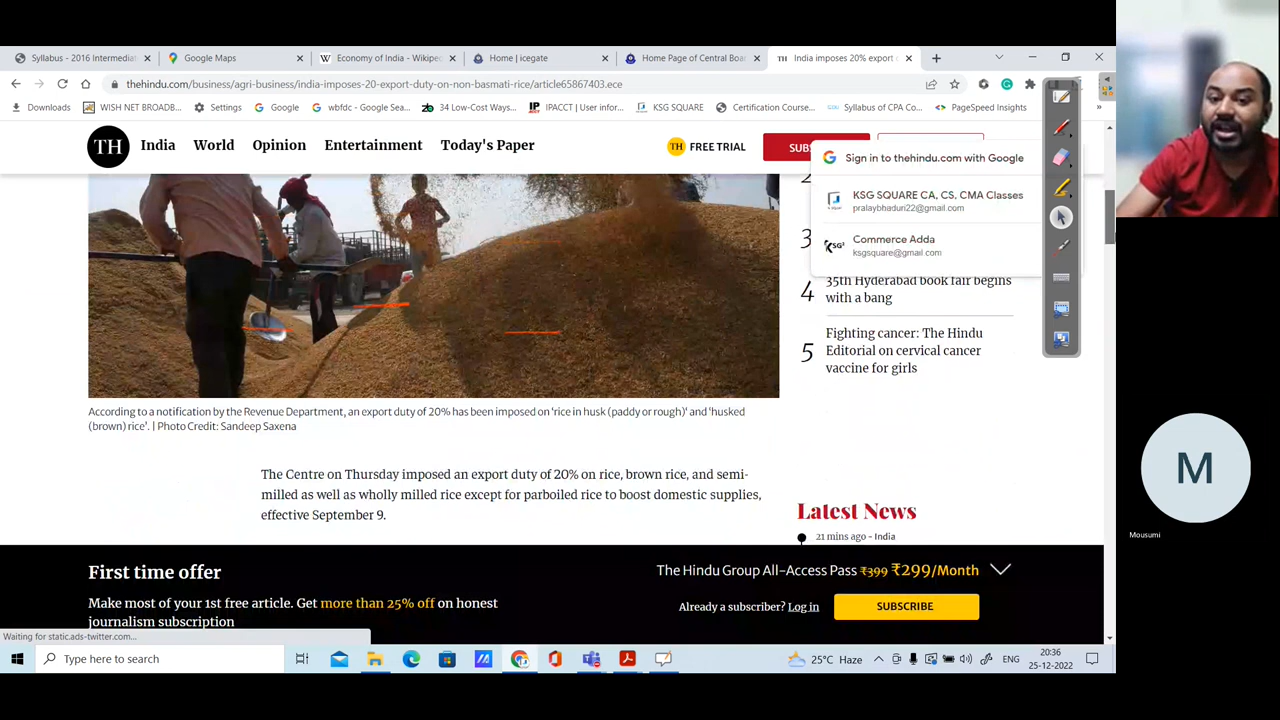 Syllabus - 2016 Intermediat
Google Maps
Economy of India - Wikipe
Home | icegate
Home Page of Central Boar
TH India imposes 20% export
thehindu.com/business/agri-business/india-imposes-20-export-duty-on-non-basmati-rice/article65867403.ece
Downloads
WISH NET BROADB...
Settings
Google
wbfdc - Google Sea...
34 Low-Cost Ways...
IPACCT | User infor...
KSG SQUARE
Certification Course...
Syllabus of CPA Co...
PageSpeed Insights
TH
India
World
Opinion
Entertainment
Today's Paper
TH FREE TRIAL
Sign in to thehindu.com with Google
KSG SQUARE CA, CS, CMA Classes
pralaybhaduri22@gmail.com
Commerce Adda
ksgsquare@gmail.com
3
4 35th Hyderabad book fair begins
with a bang
5 Fighting cancer: The Hindu
Editorial on cervical cancer
vaccine for girls
According to a notification by the Revenue Department, an export duty of 20% has been imposed on 'rice in husk (paddy or rough)' and 'husked
(brown) rice'. | Photo Credit: Sandeep Saxena
The Centre on Thursday imposed an export duty of 20% on rice, brown rice, and semi-
milled as well as wholly milled rice except for parboiled rice to boost domestic supplies,
effective September 9.
Latest News
21 mins ago - India
First time offer
Make most of your 1st free article. Get more than 25% off on honest
journalism subscription
The Hindu Group All-Access Pass ₹399 ₹299/Month
Already a subscriber? Log in
SUBSCRIBE
Waiting for static.ads-twitter.com...
Type here to search
25°C Haze
ENG
20:36
25-12-2022
M
Mousumi